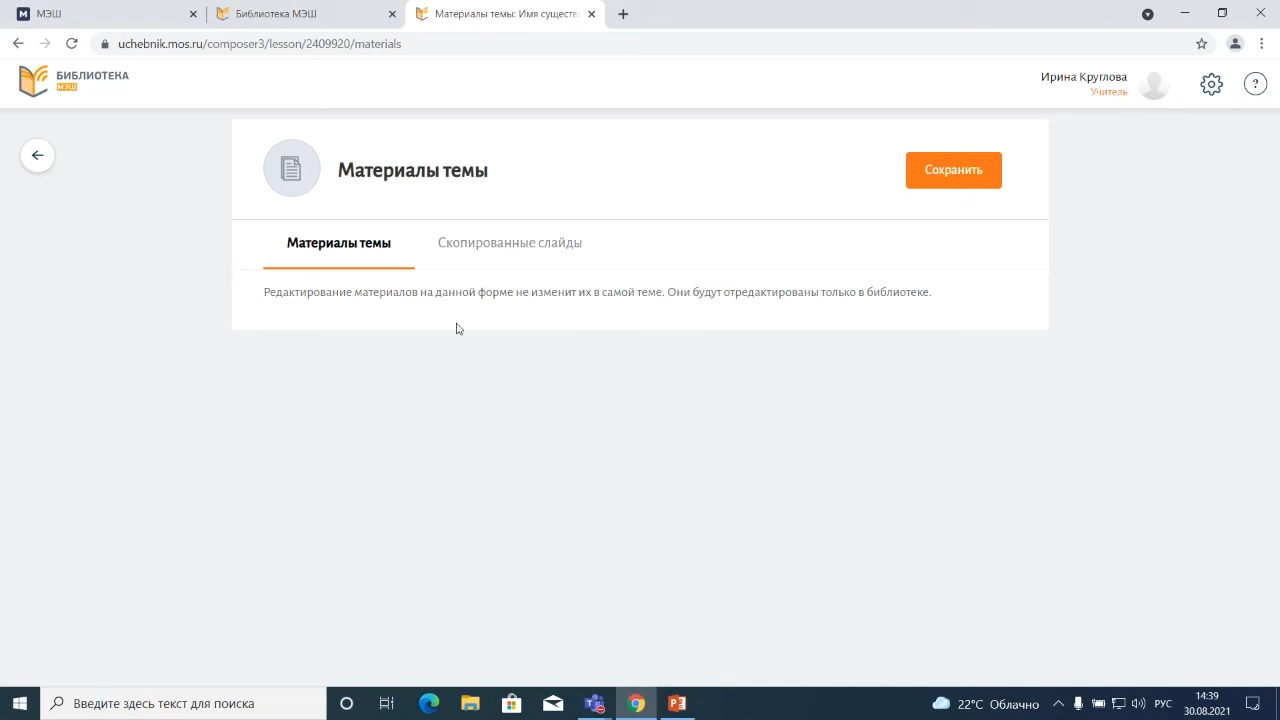 МЭШ
Библиотека МЭШ
Материалы темы: Имя существ
uchebnik.mos.ru/composer3/lesson/2409920/materials
БИБЛИОТЕКА
МЭШ
Ирина Круглова
Учитель
?
Материалы темы
Сохранить
Материалы темы Скопированные слайды
Редактирование материалов на данной форме не изменит их в самой теме. Они будут отредактированы только в библиотеке.
Введите здесь текст для поиска
22°C Облачно
РУС
14:39
30.08.2021